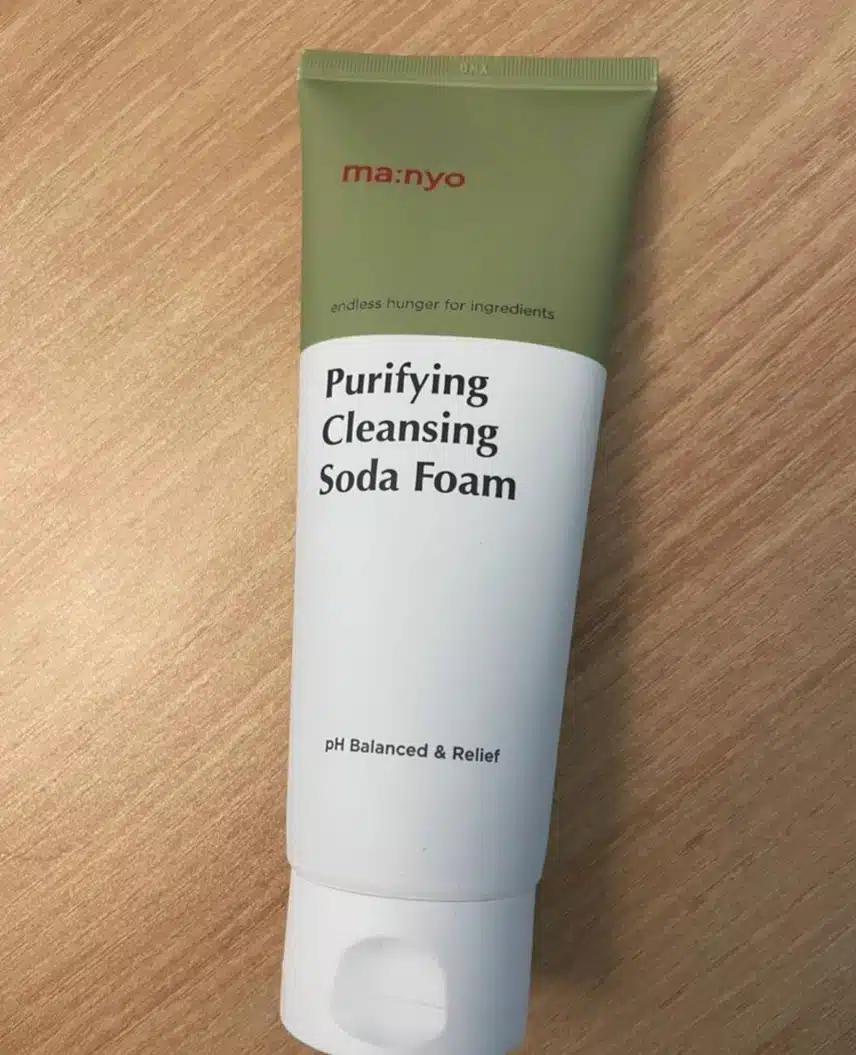 ma:nyo
endless hunger for ingredients
Purifying
Cleansing
Soda Foam
pH Balanced & Relief